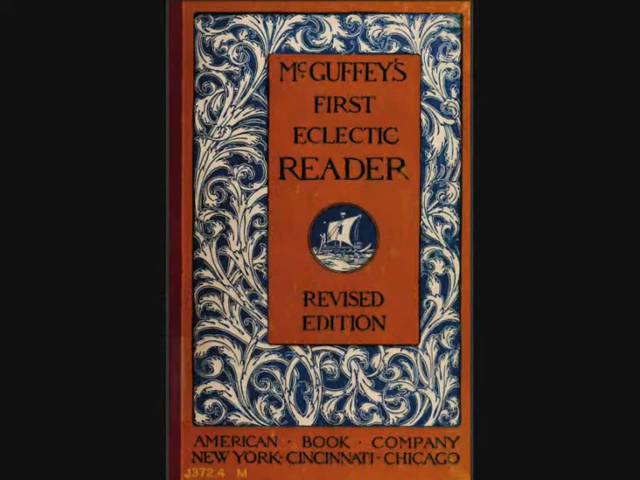 McGUFFEY'S
FIRST
ECLECTIC
READER
REVISED
EDITION
AMERICAN · BOOK · COMPANY
NEW YORK · CINCINNATI · CHICAGO
J372.4 M